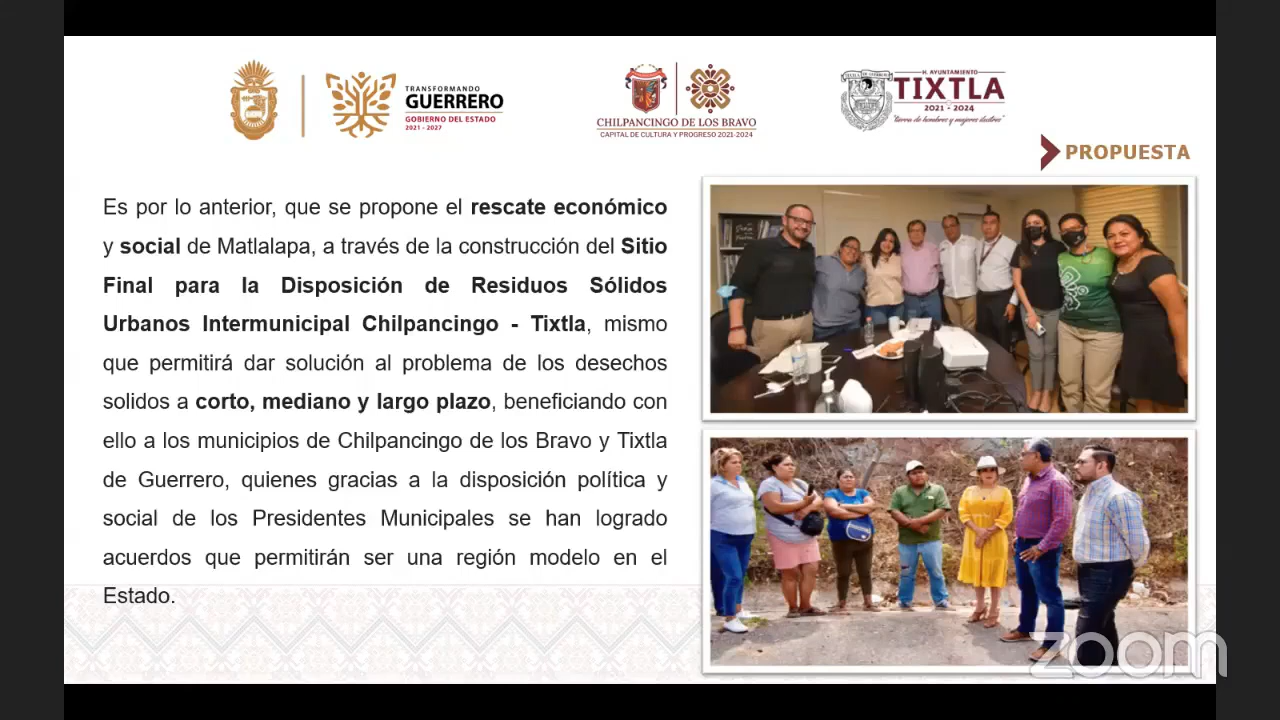 TRANSFORMANDO
GUERRERO
GOBIERNO DEL ESTADO
2021 - 2027
CHILPANCINGO DE LOS BRAVO
CAPITAL DE CULTURA Y PROGRESO 2021-2024
H. AYUNTAMIENTO
TIXTLA
2021 - 2024
"tierra de hombres y mujeres ilustres"
PROPUESTA
Es por lo anterior, que se propone el rescate económico
y social de Matlalapa, a través de la construcción del Sitio
Final para la Disposición de Residuos Sólidos
Urbanos Intermunicipal Chilpancingo - Tixtla, mismo
que permitirá dar solución al problema de los desechos
solidos a corto, mediano y largo plazo, beneficiando con
ello a los municipios de Chilpancingo de los Bravo y Tixtla
de Guerrero, quienes gracias a la disposición política y
social de los Presidentes Municipales se han logrado
acuerdos que permitirán ser una región modelo en el
Estado.
zoom